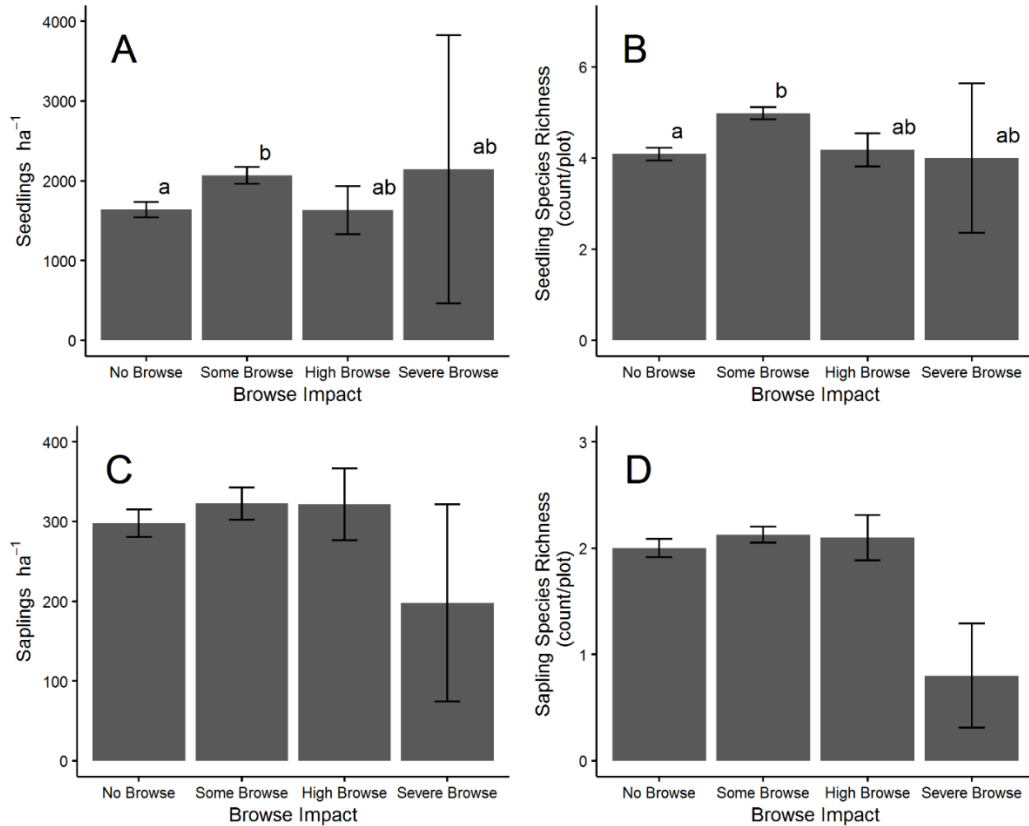 A
Seedlings ha⁻¹
4000
3000
2000
1000
0
a
b
ab
ab
No Browse Some Browse High Browse Severe Browse
Browse Impact
B
Seedling Species Richness
(count/plot)
6
4
2
0
a
b
ab
ab
No Browse Some Browse High Browse Severe Browse
Browse Impact
C
Saplings ha⁻¹
400
300
200
100
0
No Browse Some Browse High Browse Severe Browse
Browse Impact
D
Sapling Species Richness
(count/plot)
3
2
1
0
No Browse Some Browse High Browse Severe Browse
Browse Impact